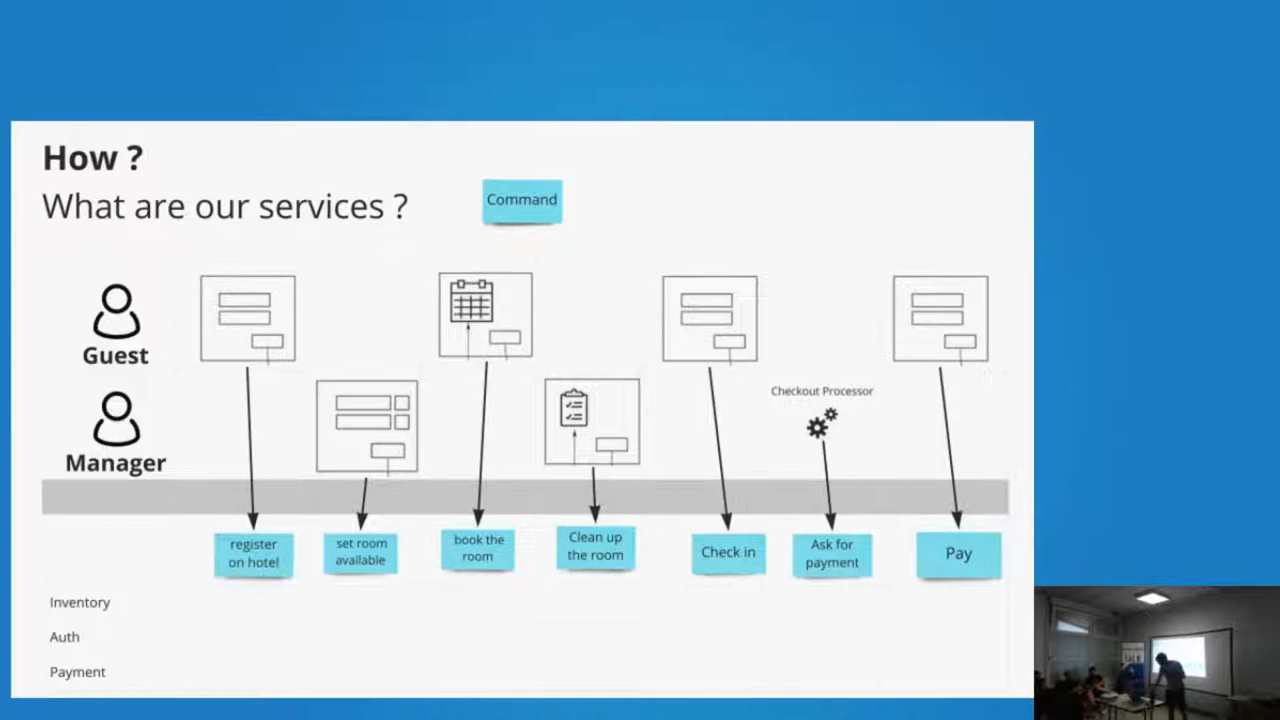 How ?
What are our services ?
Command
Guest
Manager
Checkout Processor
register
on hotel
set room
available
book the
room
Clean up
the room
Check in
Ask for
payment
Pay
Inventory
Auth
Payment